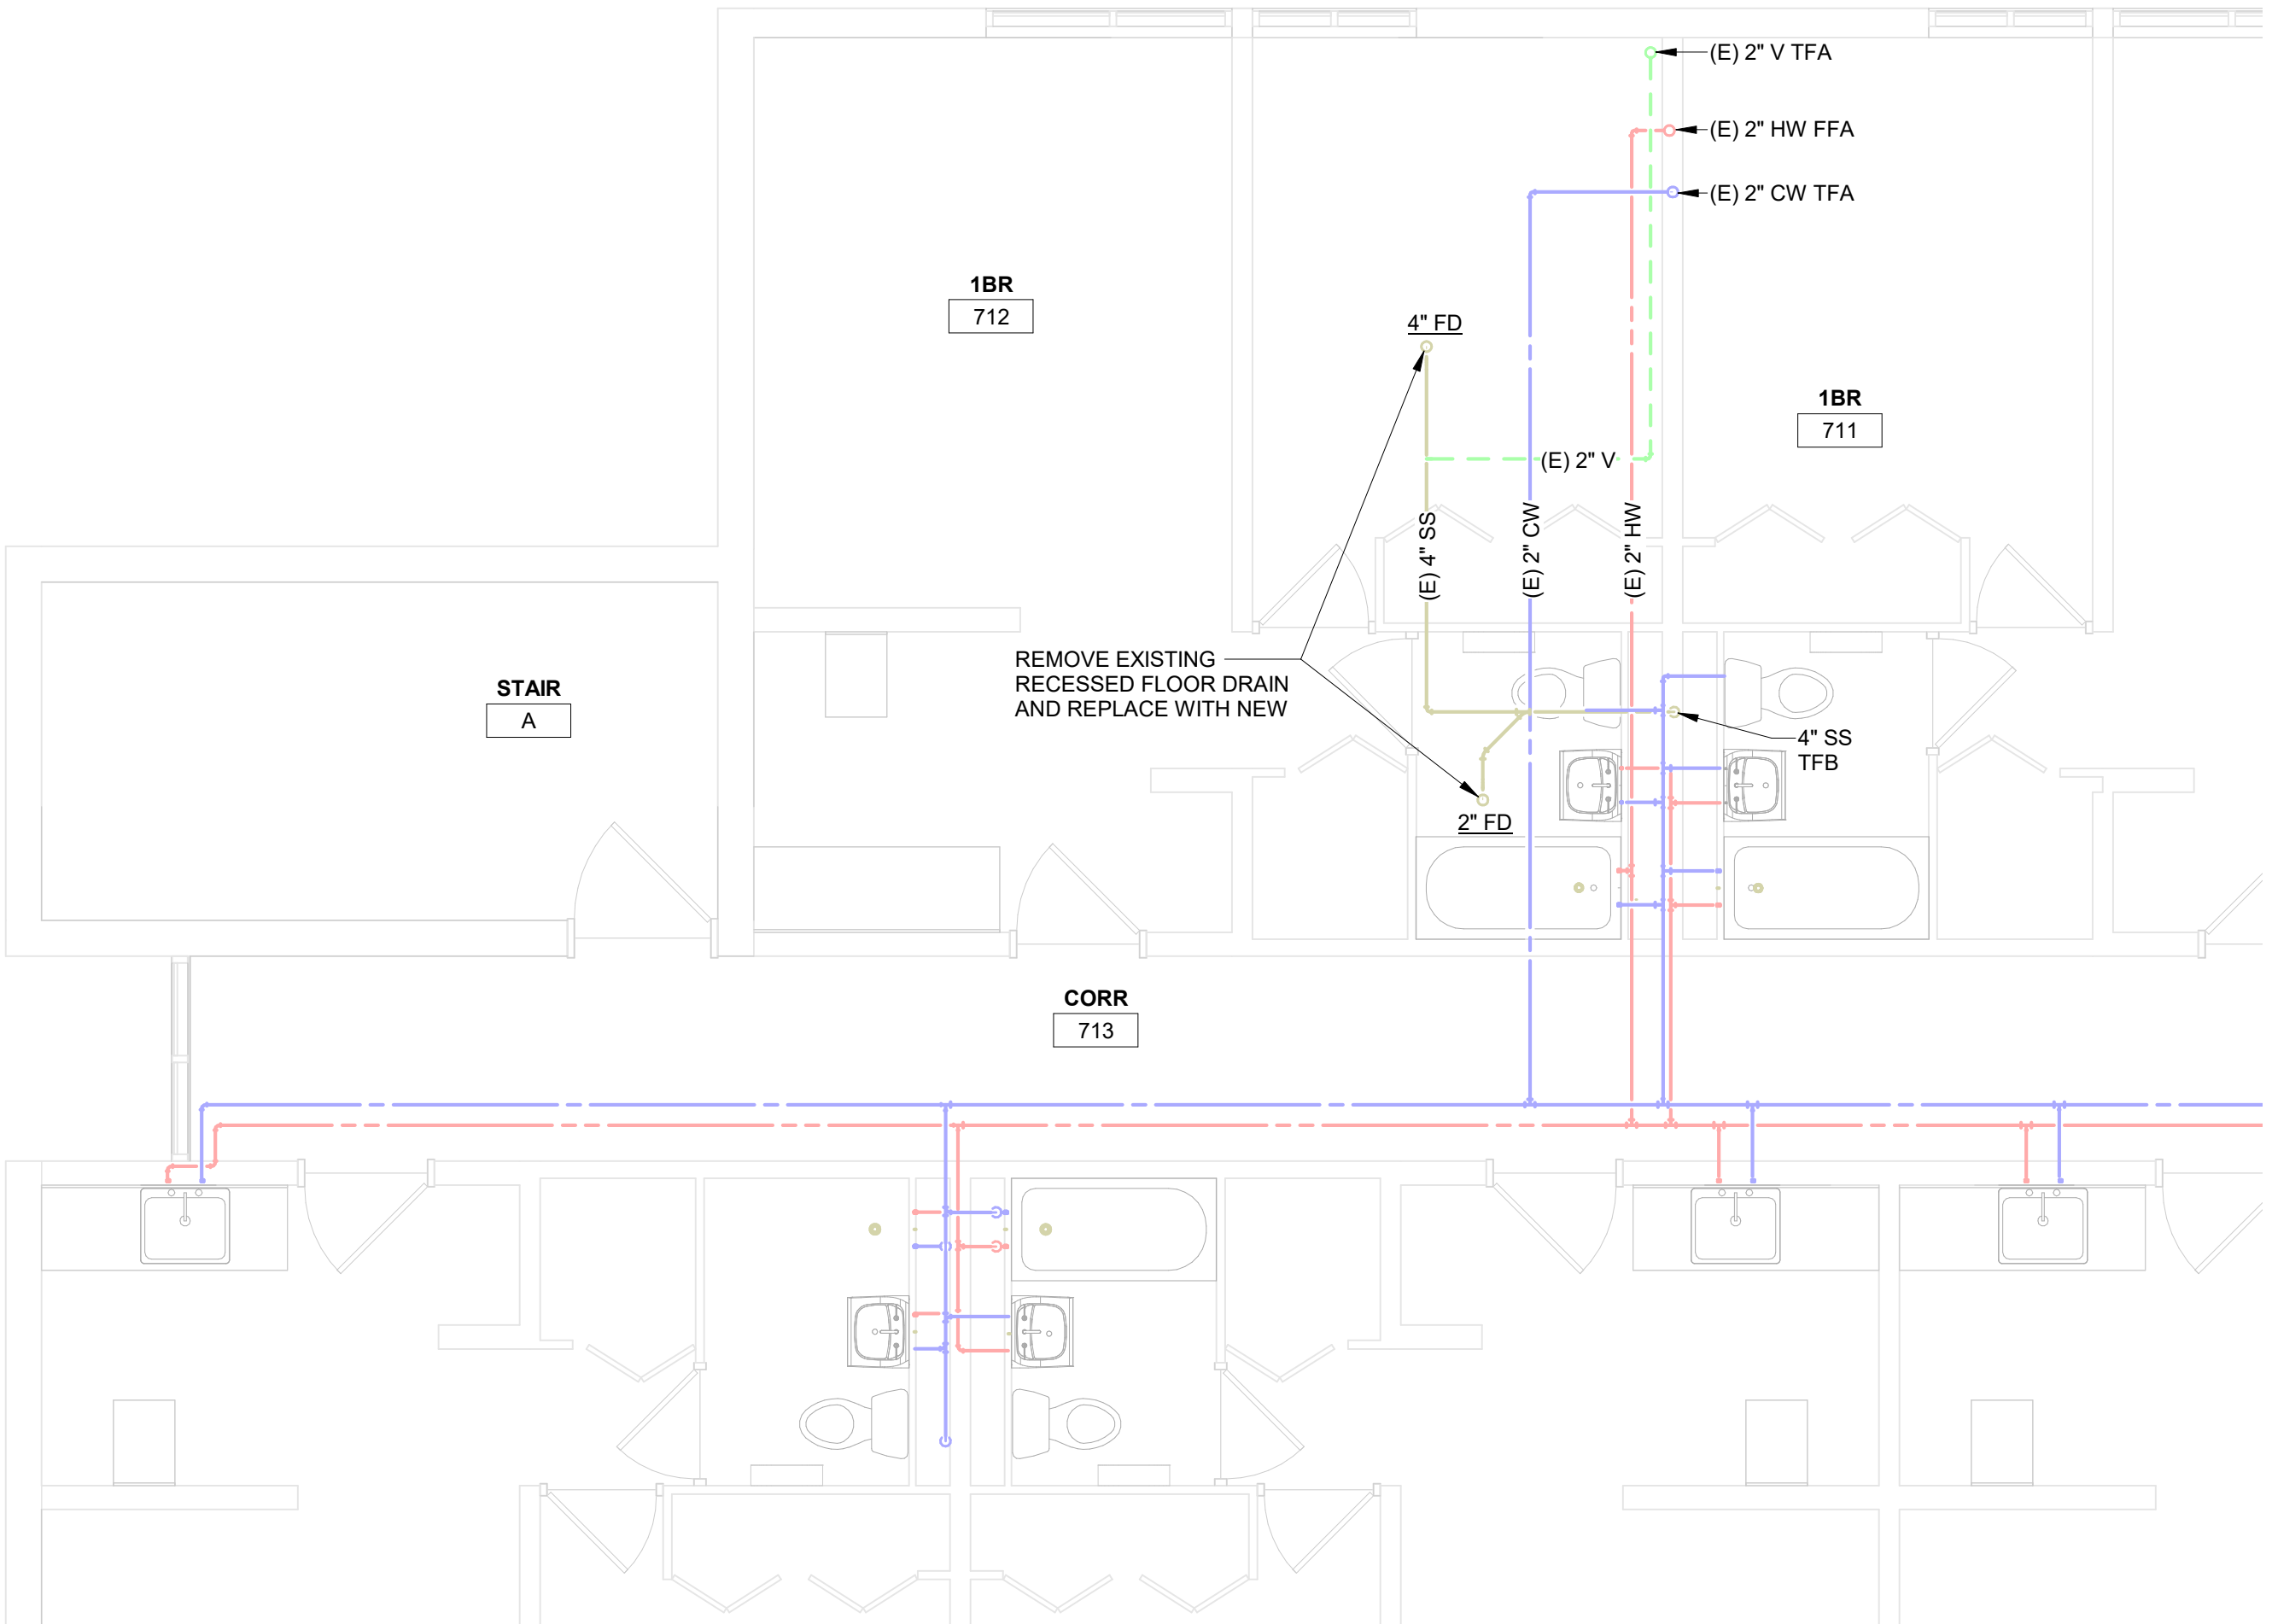 (E) 2" V TFA
(E) 2" HW FFA
(E) 2" CW TFA
1BR
712
4" FD
1BR
711
(E) 2" V
(E) 4" SS
(E) 2" CW
(E) 2" HW
REMOVE EXISTING
RECESSED FLOOR DRAIN
AND REPLACE WITH NEW
STAIR
A
4" SS
TFB
2" FD
CORR
713